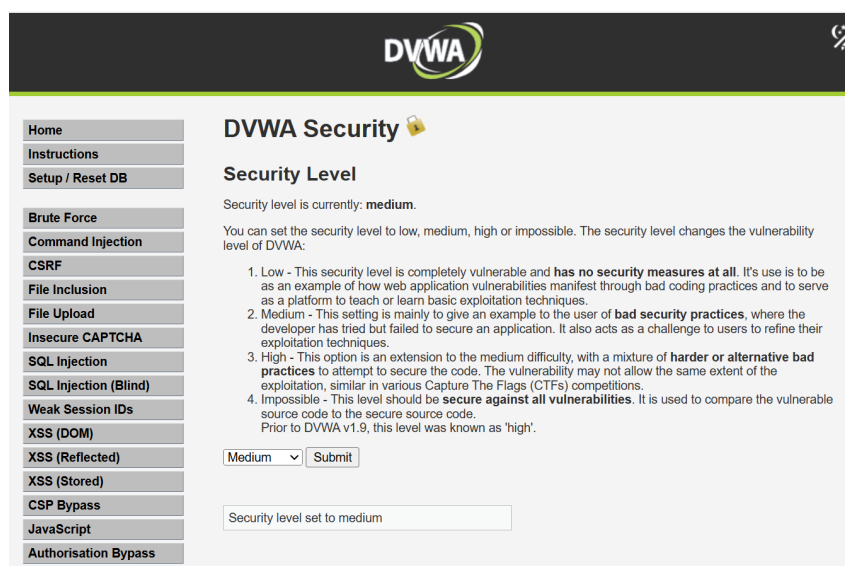 DVWA
Home
Instructions
Setup / Reset DB
Brute Force
Command Injection
CSRF
File Inclusion
File Upload
Insecure CAPTCHA
SQL Injection
SQL Injection (Blind)
Weak Session IDs
XSS (DOM)
XSS (Reflected)
XSS (Stored)
CSP Bypass
JavaScript
Authorisation Bypass
DVWA Security
Security Level
Security level is currently: medium.
You can set the security level to low, medium, high or impossible. The security level changes the vulnerability
level of DVWA:
1. Low - This security level is completely vulnerable and has no security measures at all. It's use is to be
as an example of how web application vulnerabilities manifest through bad coding practices and to serve
as a platform to teach or learn basic exploitation techniques.
2. Medium - This setting is mainly to give an example to the user of bad security practices, where the
developer has tried but failed to secure an application. It also acts as a challenge to users to refine their
exploitation techniques.
3. High - This option is an extension to the medium difficulty, with a mixture of harder or alternative bad
practices to attempt to secure the code. The vulnerability may not allow the same extent of the
exploitation, similar in various Capture The Flags (CTFs) competitions.
4. Impossible - This level should be secure against all vulnerabilities. It is used to compare the vulnerable
source code to the secure source code.
Prior to DVWA v1.9, this level was known as 'high'.
Medium Submit
Security level set to medium